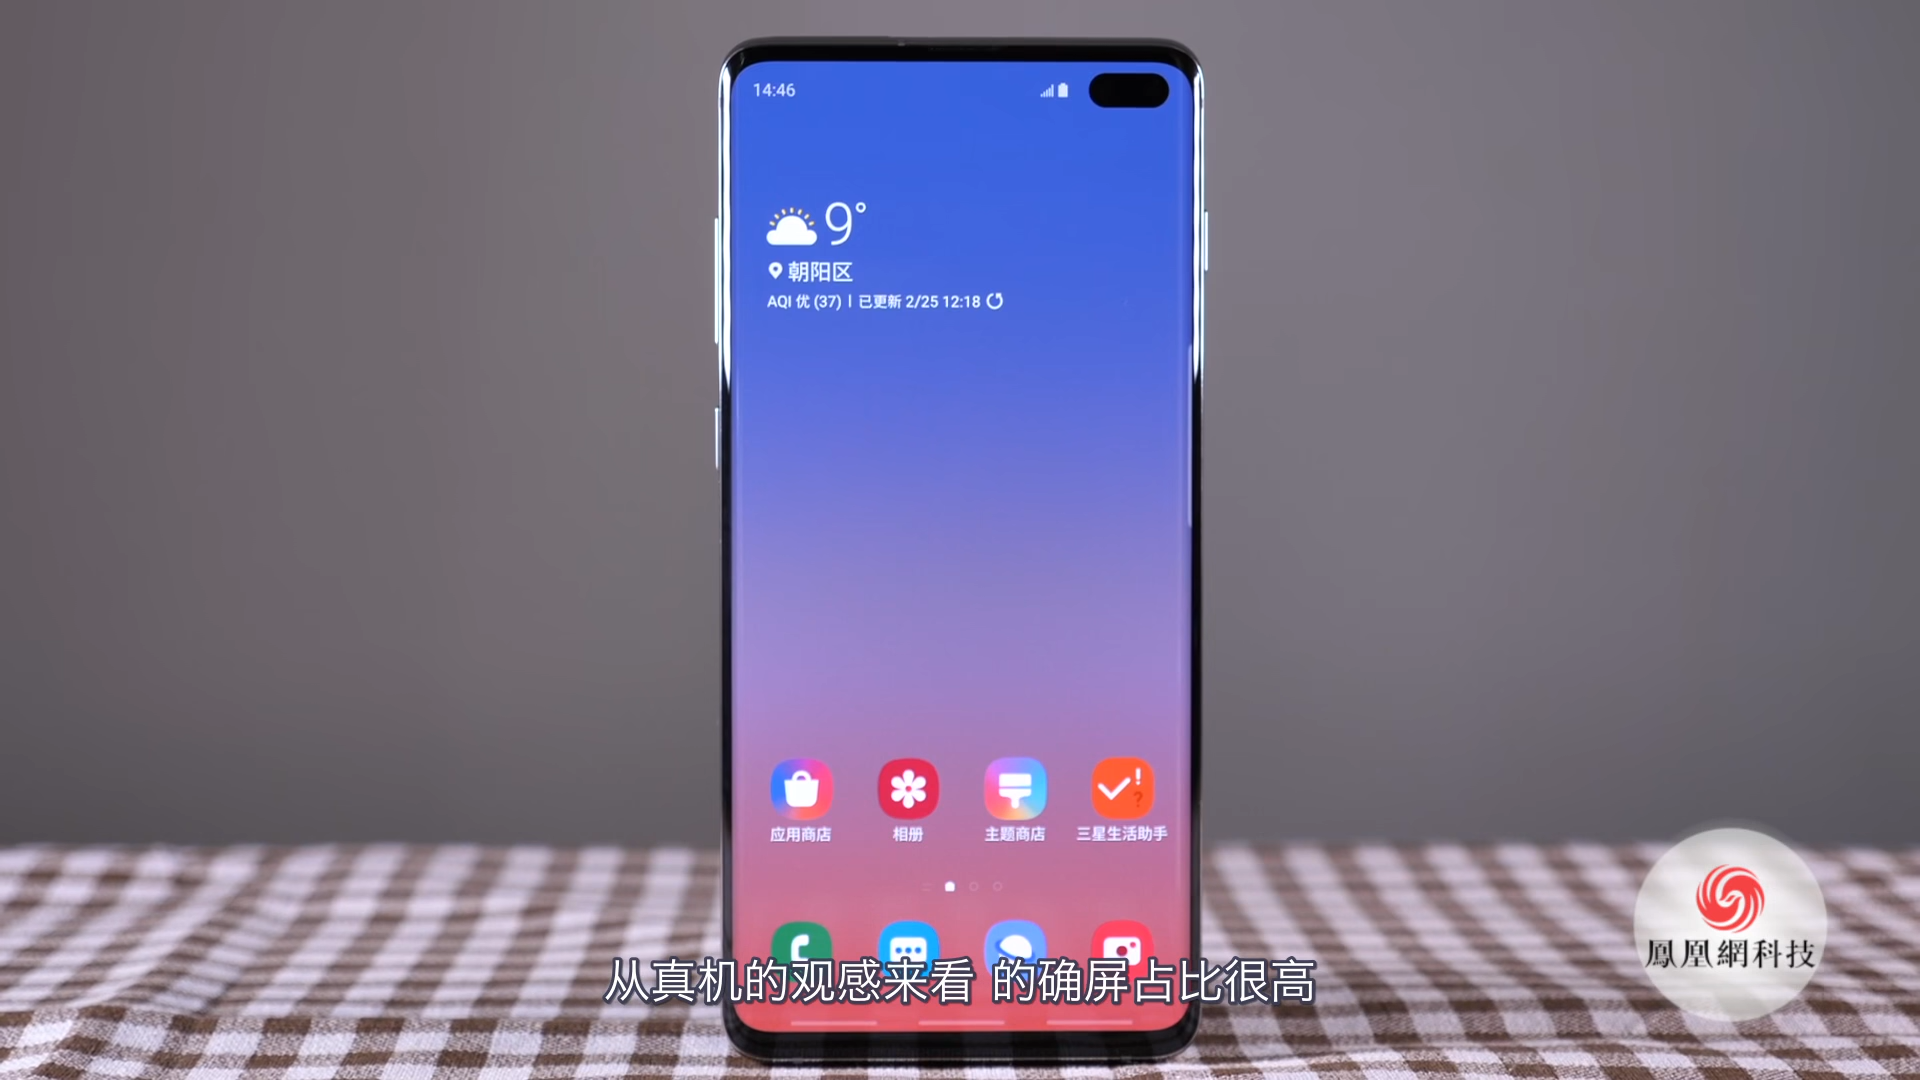 14:46
9°
朝阳区
AQI 优 (37) | 已更新 2/25 12:18
应用商店
相册
主题商店
三星生活助手
从真机的观感来看 的确屏占比很高
鳳凰網科技